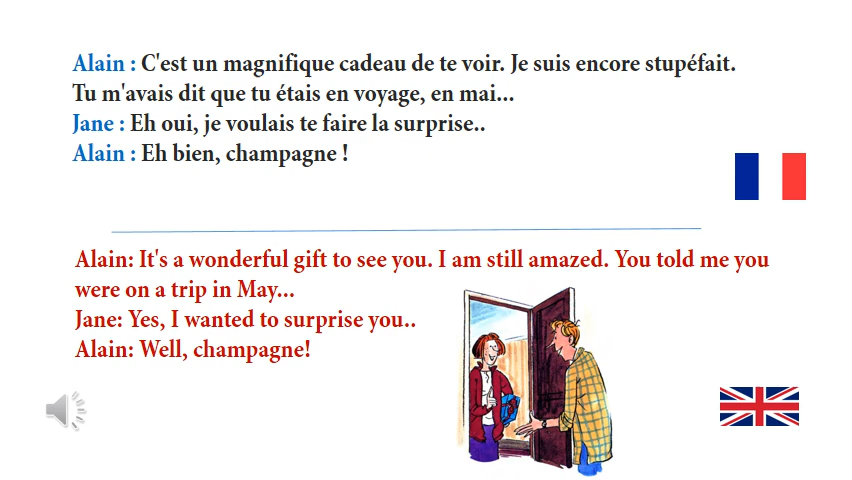 Alain : C'est un magnifique cadeau de te voir. Je suis encore stupéfait.
Tu m'avais dit que tu étais en voyage, en mai...
Jane : Eh oui, je voulais te faire la surprise..
Alain : Eh bien, champagne !
Alain: It's a wonderful gift to see you. I am still amazed. You told me you
were on a trip in May...
Jane: Yes, I wanted to surprise you..
Alain: Well, champagne!